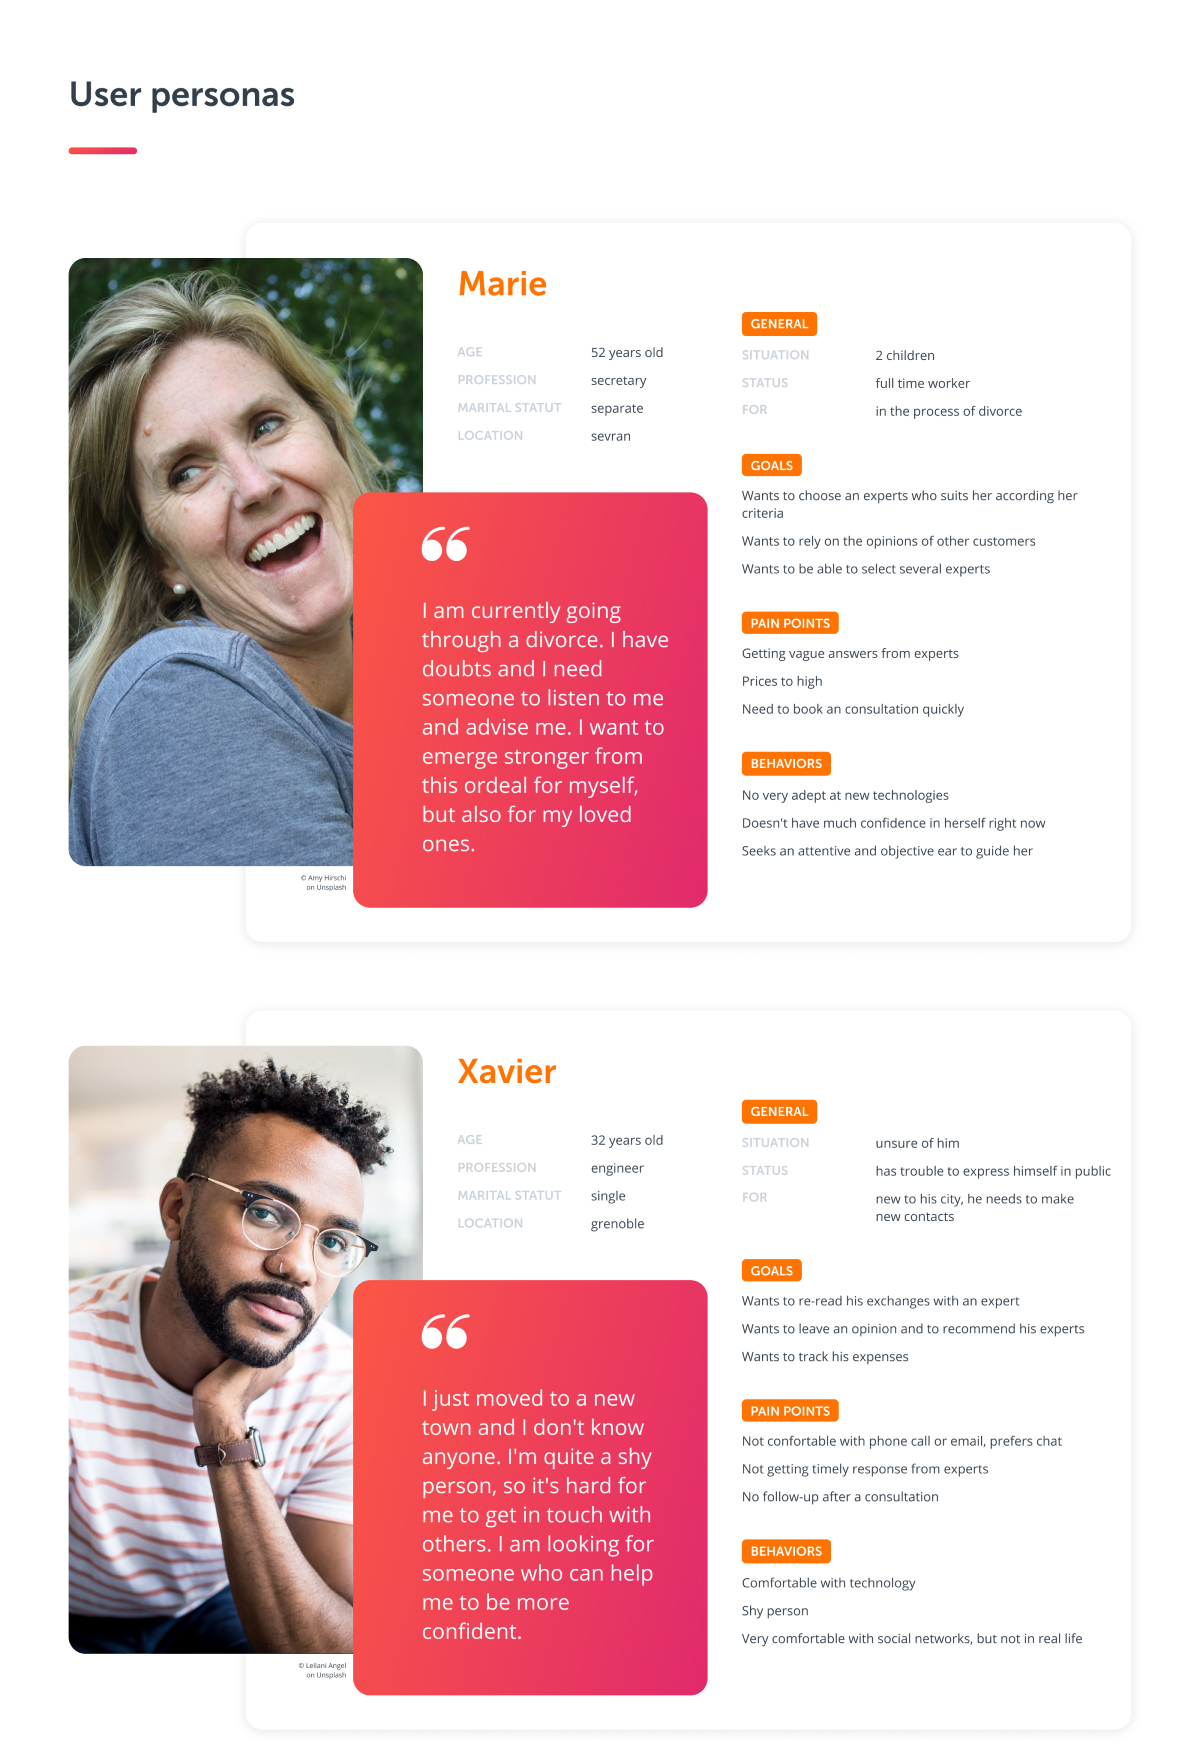 User personas
Marie
AGE 52 years old
PROFESSION secretary
MARITAL STATUT separate
LOCATION sevran
“
I am currently going
through a divorce. I have
doubts and I need
someone to listen to me
and advise me. I want to
emerge stronger from
this ordeal for myself,
but also for my loved
ones.
© Amy Hirschi
on Unsplash
GENERAL
SITUATION 2 children
STATUS full time worker
FOR in the process of divorce
GOALS
Wants to choose an experts who suits her according her
criteria
Wants to rely on the opinions of other customers
Wants to be able to select several experts
PAIN POINTS
Getting vague answers from experts
Prices to high
Need to book an consultation quickly
BEHAVIORS
No very adept at new technologies
Doesn't have much confidence in herself right now
Seeks an attentive and objective ear to guide her
Xavier
AGE 32 years old
PROFESSION engineer
MARITAL STATUT single
LOCATION grenoble
“
I just moved to a new
town and I don't know
anyone. I'm quite a shy
person, so it's hard for
me to get in touch with
others. I am looking for
someone who can help
me to be more
confident.
© Leilani Angel
on Unsplash
GENERAL
SITUATION unsure of him
STATUS has trouble to express himself in public
FOR new to his city, he needs to make
new contacts
GOALS
Wants to re-read his exchanges with an expert
Wants to leave an opinion and to recommend his experts
Wants to track his expenses
PAIN POINTS
Not confortable with phone call or email, prefers chat
Not getting timely response from experts
No follow-up after a consultation
BEHAVIORS
Comfortable with technology
Shy person
Very comfortable with social networks, but not in real life